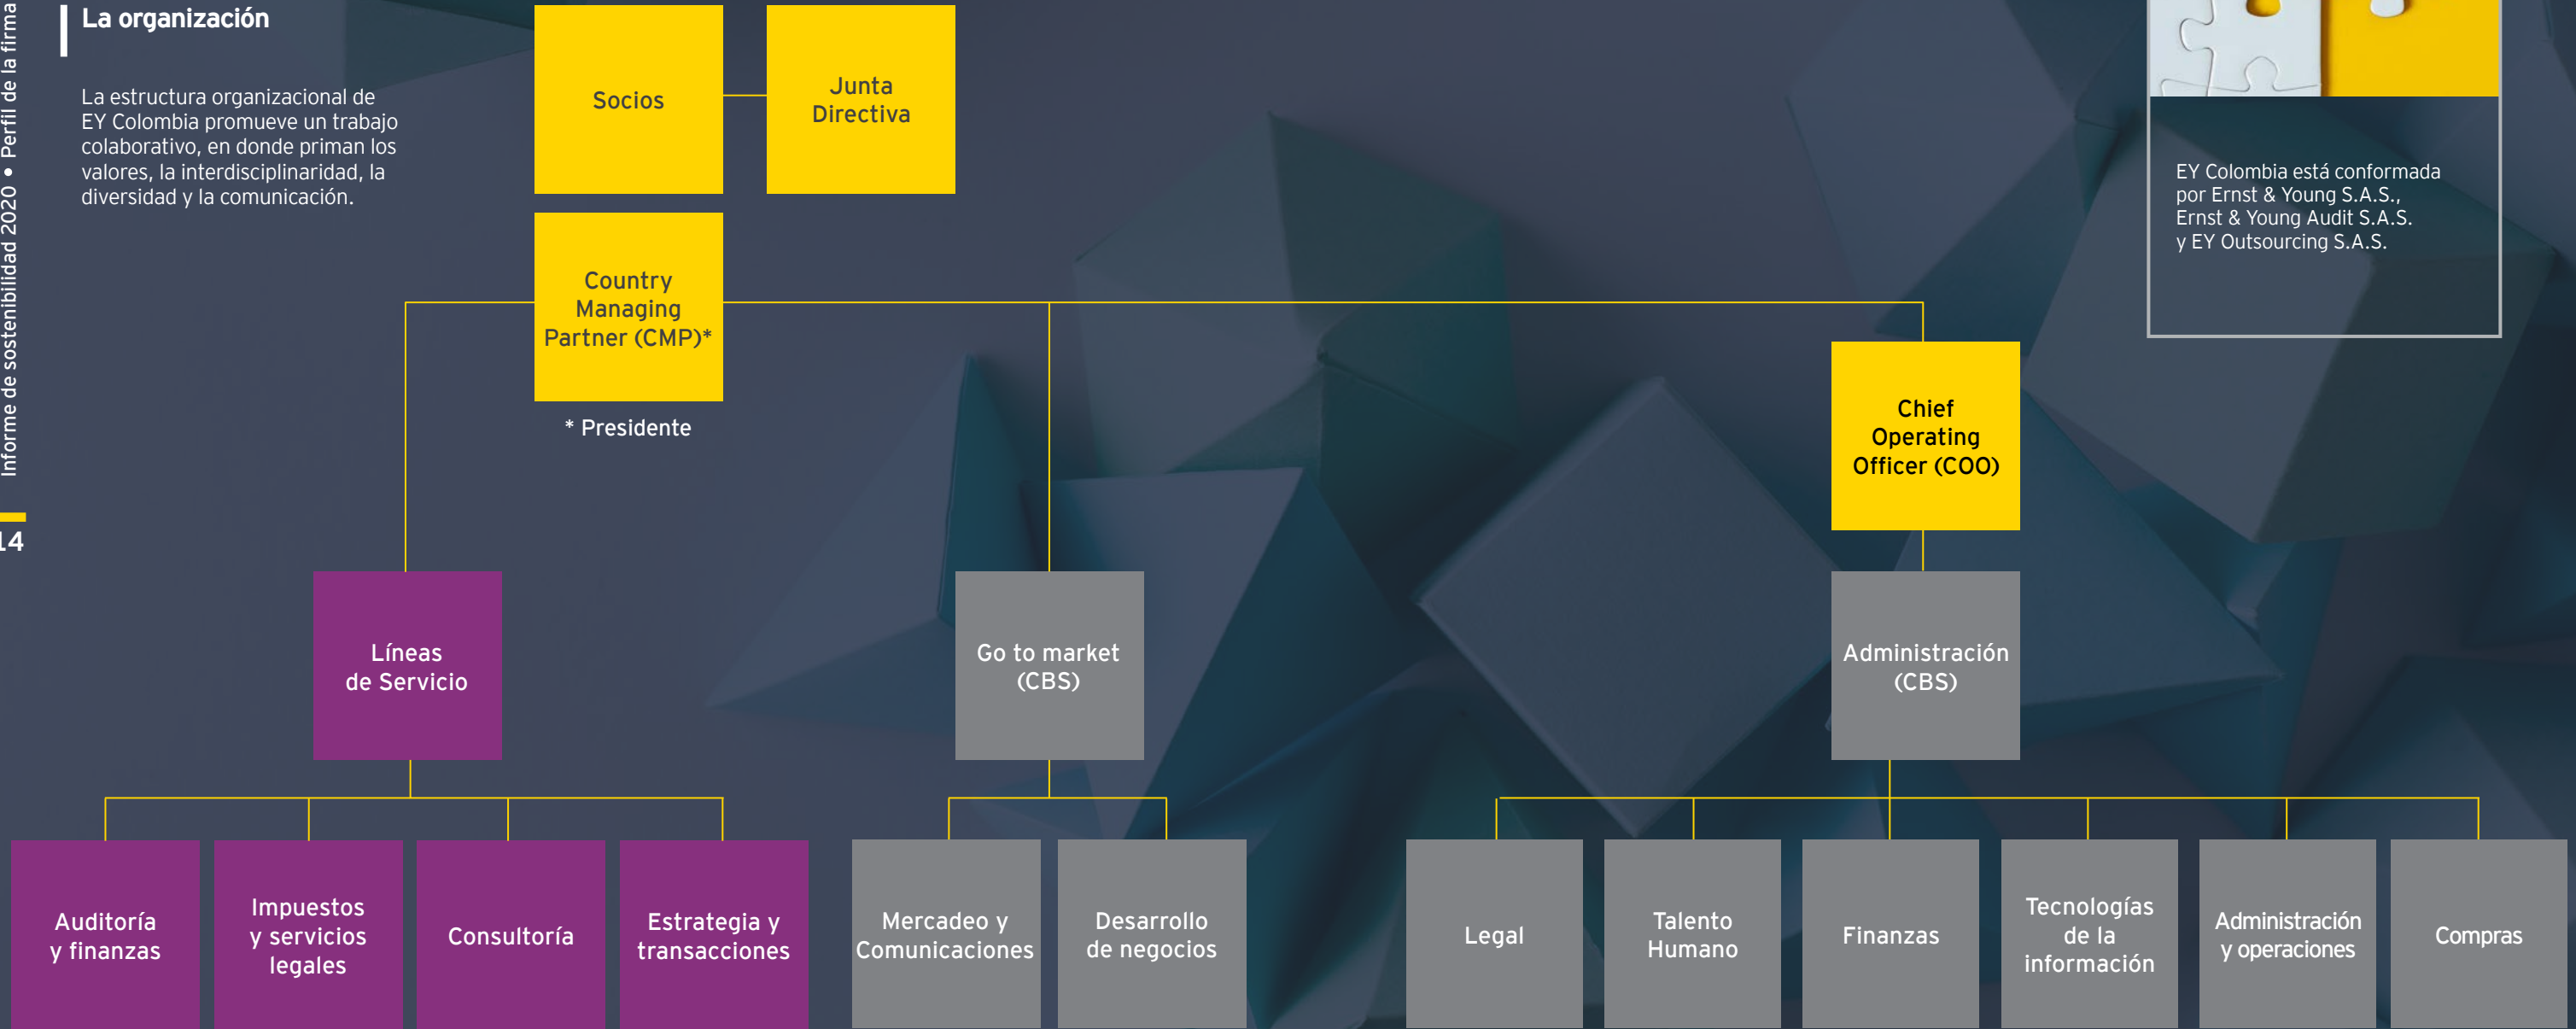 Informe de sostenibilidad 2020 • Perfil de la firma
14
La organización
La estructura organizacional de
EY Colombia promueve un trabajo
colaborativo, en donde priman los
valores, la interdisciplinaridad, la
diversidad y la comunicación.
Socios
Junta
Directiva
Country
Managing
Partner (CMP)*
* Presidente
EY Colombia está conformada
por Ernst & Young S.A.S.,
Ernst & Young Audit S.A.S.
y EY Outsourcing S.A.S.
Chief
Operating
Officer (COO)
Líneas
de Servicio
Go to market
(CBS)
Administración
(CBS)
Auditoría
y finanzas
Impuestos
y servicios
legales
Consultoría
Estrategia y
transacciones
Mercadeo y
Comunicaciones
Desarrollo
de negocios
Legal
Talento
Humano
Finanzas
Tecnologías
de la
información
Administración
y operaciones
Compras